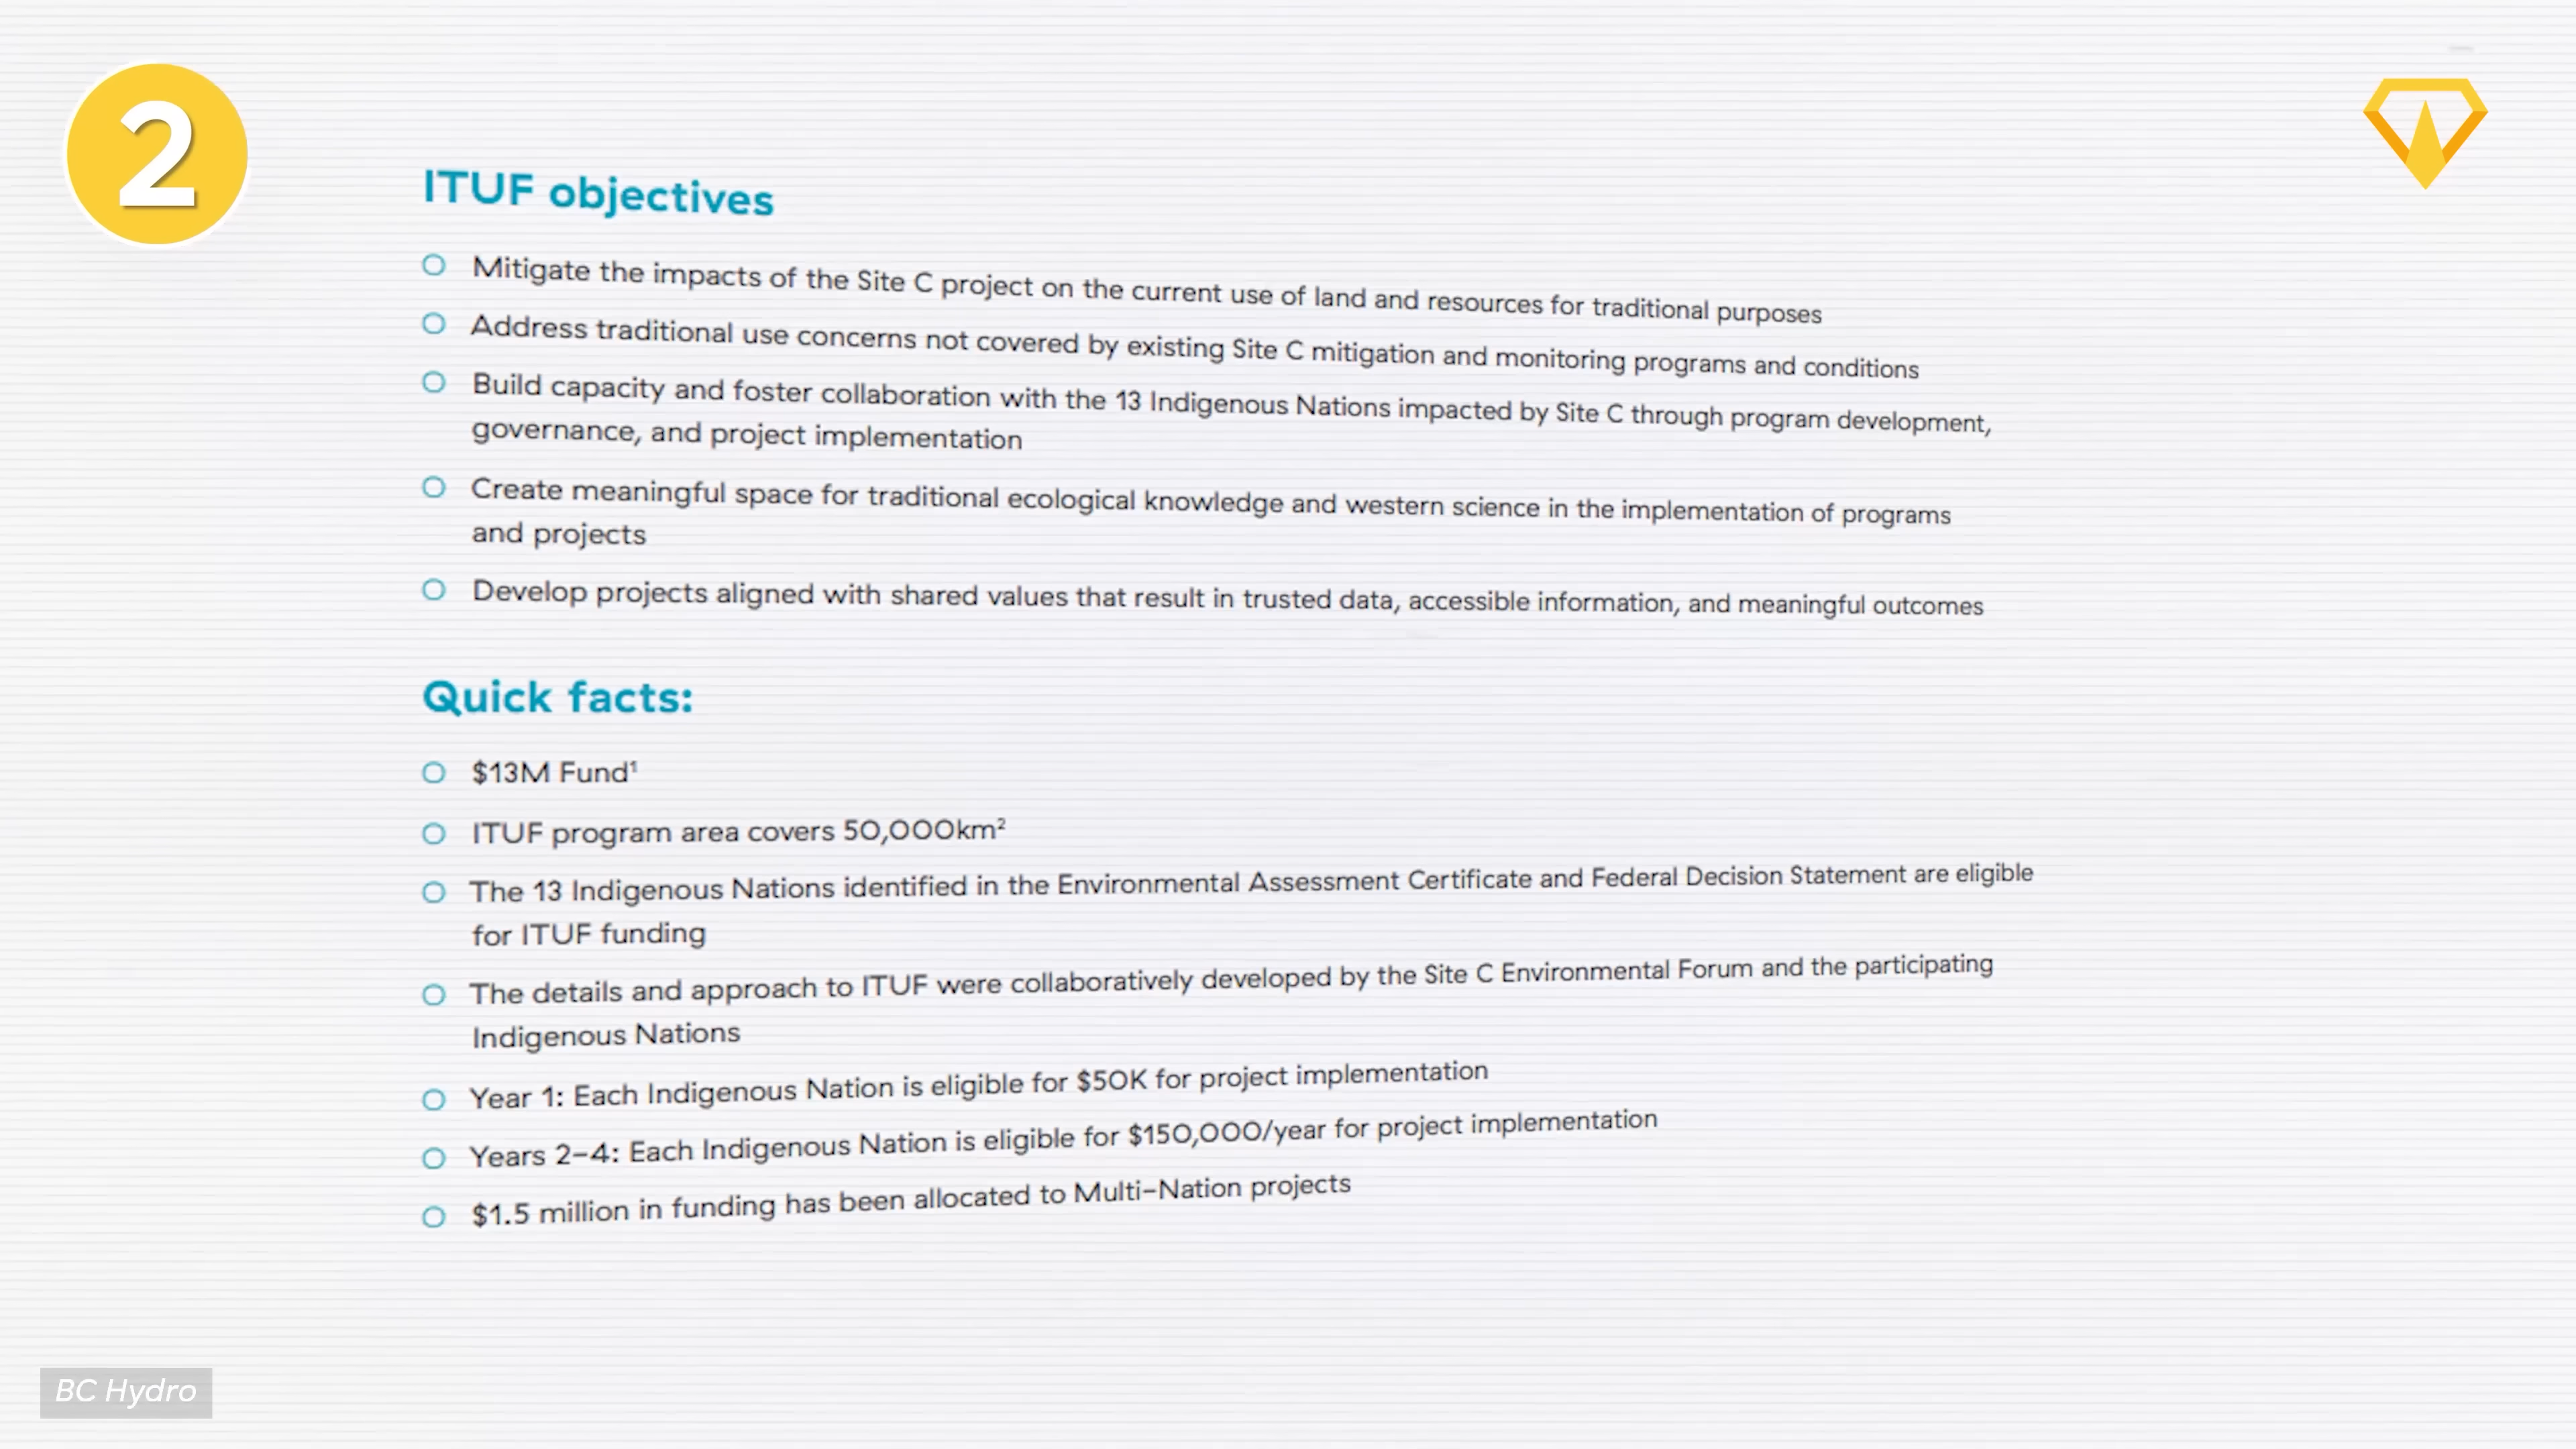 2
ITUF objectives
Mitigate the impacts of the Site C project on the current use of land and resources for traditional purposes
Address traditional use concerns not covered by existing Site C mitigation and monitoring programs and conditions
Build capacity and foster collaboration with the 13 Indigenous Nations impacted by Site C through program development,
governance, and project implementation
Create meaningful space for traditional ecological knowledge and western science in the implementation of programs
and projects
Develop projects aligned with shared values that result in trusted data, accessible information, and meaningful outcomes
Quick facts:
$13M Fund¹
ITUF program area covers 50,000km²
The 13 Indigenous Nations identified in the Environmental Assessment Certificate and Federal Decision Statement are eligible
for ITUF funding
The details and approach to ITUF were collaboratively developed by the Site C Environmental Forum and the participating
Indigenous Nations
Year 1: Each Indigenous Nation is eligible for $50K for project implementation
Years 2–4: Each Indigenous Nation is eligible for $150,000/year for project implementation
$1.5 million in funding has been allocated to Multi-Nation projects
BC Hydro